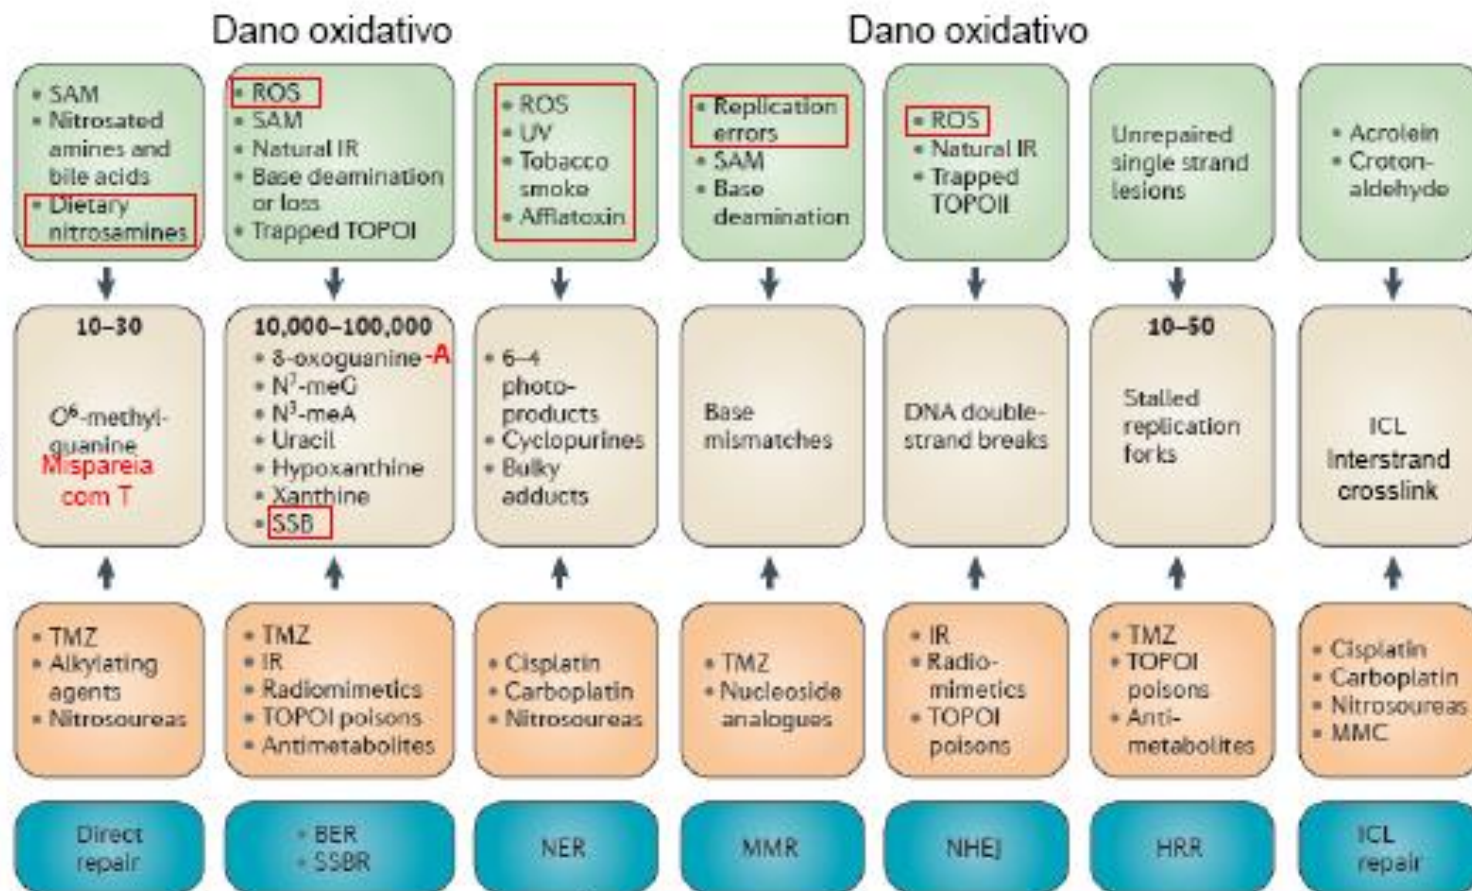 Dano oxidativo
Dano oxidativo
• SAM
• Nitrosated
amines and
bile acids
• Dietary
nitrosamines
• ROS
• SAM
• Natural IR
• Base deamination
or loss
• Trapped TOPOI
• ROS
• UV
• Tobacco
smoke
• Afflatoxin
• Replication
errors
• SAM
• Base
deamination
• ROS
• Natural IR
• Trapped
TOPOII
Unrepaired
single strand
lesions
• Acrolein
• Croton-
aldehyde
10–30
O⁶-methyl-
guanine
Mispareia
com T
10,000–100,000
• 8-oxoguanine -A
• N⁷-meG
• N³-meA
• Uracil
• Hypoxanthine
• Xanthine
• SSB
• 6–4
photo-
products
• Cyclopurines
• Bulky
adducts
Base
mismatches
DNA double-
strand breaks
10–50
Stalled
replication
forks
ICL
Interstrand
crosslink
• TMZ
• Alkylating
agents
• Nitrosoureas
• TMZ
• IR
• Radiomimetics
• TOPOI poisons
• Antimetabolites
• Cisplatin
• Carboplatin
• Nitrosoureas
• TMZ
• Nucleoside
analogues
• IR
• Radio-
mimetics
• TOPOI
poisons
• TMZ
• TOPOI
poisons
• Anti-
metabolites
• Cisplatin
• Carboplatin
• Nitrosoureas
• MMC
Direct
repair
• BER
• SSBR
NER
MMR
NHEJ
HRR
ICL
repair